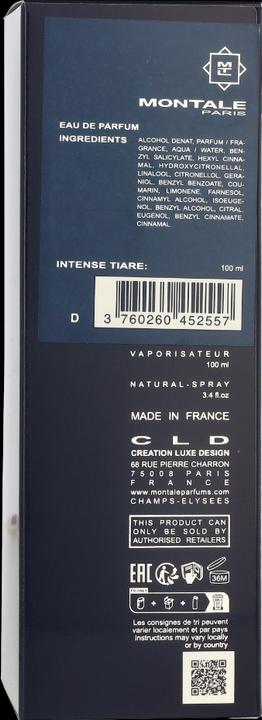 MT
MONTALE
PARIS
EAU DE PARFUM
INGREDIENTS
ALCOHOL DENAT, PARFUM / FRA-
GRANCE, AQUA / WATER, BEN-
ZYL SALICYLATE, HEXYL CINNA-
MAL, HYDROXYCITRONELLAL,
LINALOOL, CITRONELLOL, GERA-
NIOL, BENZYL BENZOATE, COU-
MARIN, LIMONENE, FARNESOL,
CINNAMYL ALCOHOL, ISOEUGE-
NOL, BENZYL ALCOHOL, CITRAL
EUGENOL, BENZYL CINNAMATE,
CINNAMAL
INTENSE TIARE: 100 ml
D 3 760260 452557
VAPORISATEUR
100 ml
NATURAL-SPRAY
3.4 fl.oz
MADE IN FRANCE
CLD
CREATION LUXE DESIGN
68 RUE PIERRE CHARRON
75008 PARIS
FRANCE
www.montaleparfums.com
CHAMPS-ELYSEES
THIS PRODUCT CAN
ONLY BE SOLD BY
AUTHORISED RETAILERS
EAC 36M
Les consignes de tri peuvent
varier localement et par pays
Instructions may vary locally
or by country